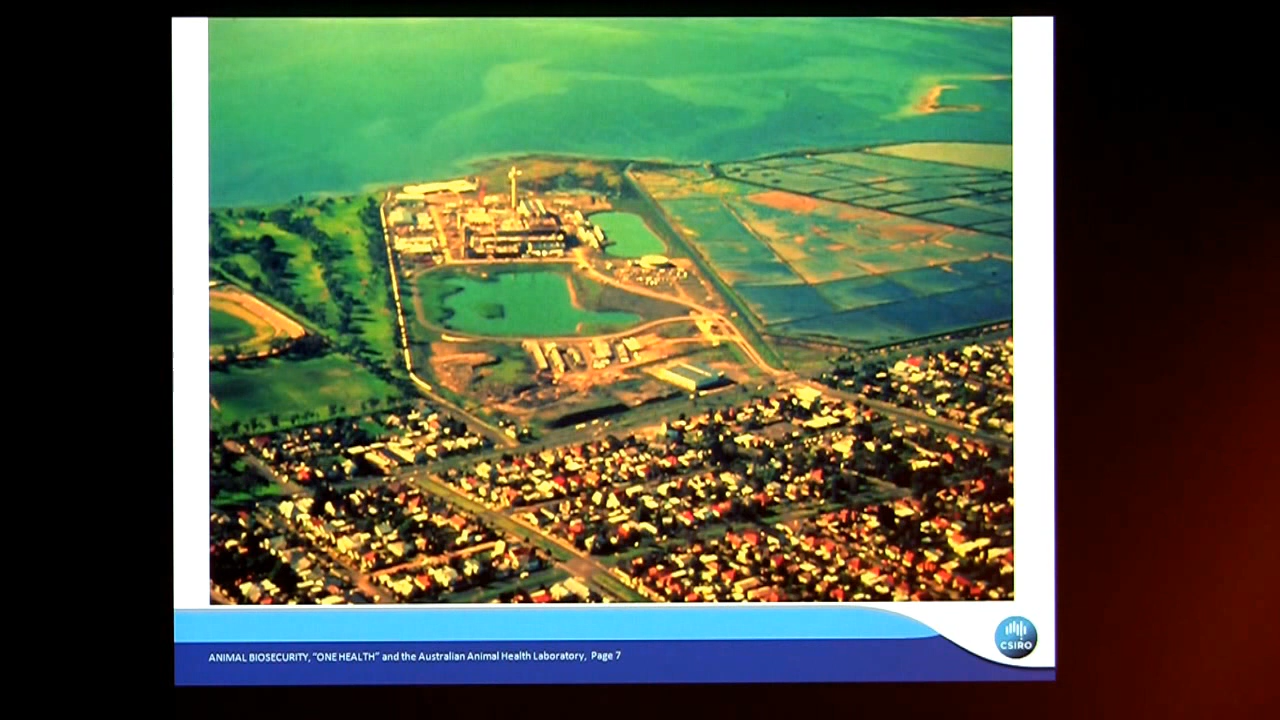 ANIMAL BIOSECURITY, "ONE HEALTH" and the Australian Animal Health Laboratory, Page 7
CSIRO